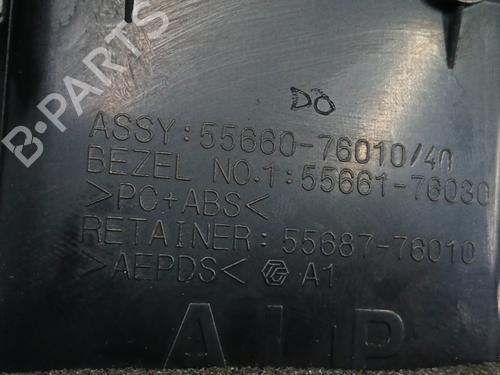 DO
ASSY:55660-76010/40
BEZEL NO.1:55661-76030
>PC+ABS<
RETAINER:55687-76010
>AEPDS< A1
B-PARTS